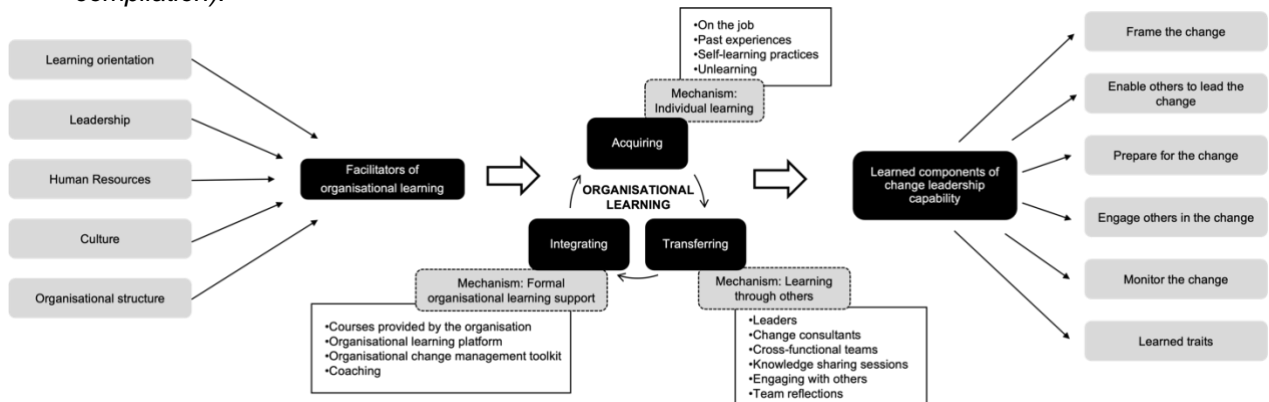 compilation).
•On the job
•Past experiences
•Self-learning practices
•Unlearning
Mechanism:
Individual learning
Learning orientation
Leadership
Human Resources
Culture
Organisational structure
Facilitators of
organisational learning
Acquiring
ORGANISATIONAL
LEARNING
Integrating
Transferring
Mechanism: Formal
organisational learning support
•Courses provided by the organisation
•Organisational learning platform
•Organisational change management toolkit
•Coaching
Mechanism: Learning
through others
•Leaders
•Change consultants
•Cross-functional teams
•Knowledge sharing sessions
•Engaging with others
•Team reflections
Learned components of
change leadership
capability
Frame the change
Enable others to lead the
change
Prepare for the change
Engage others in the change
Monitor the change
Learned traits